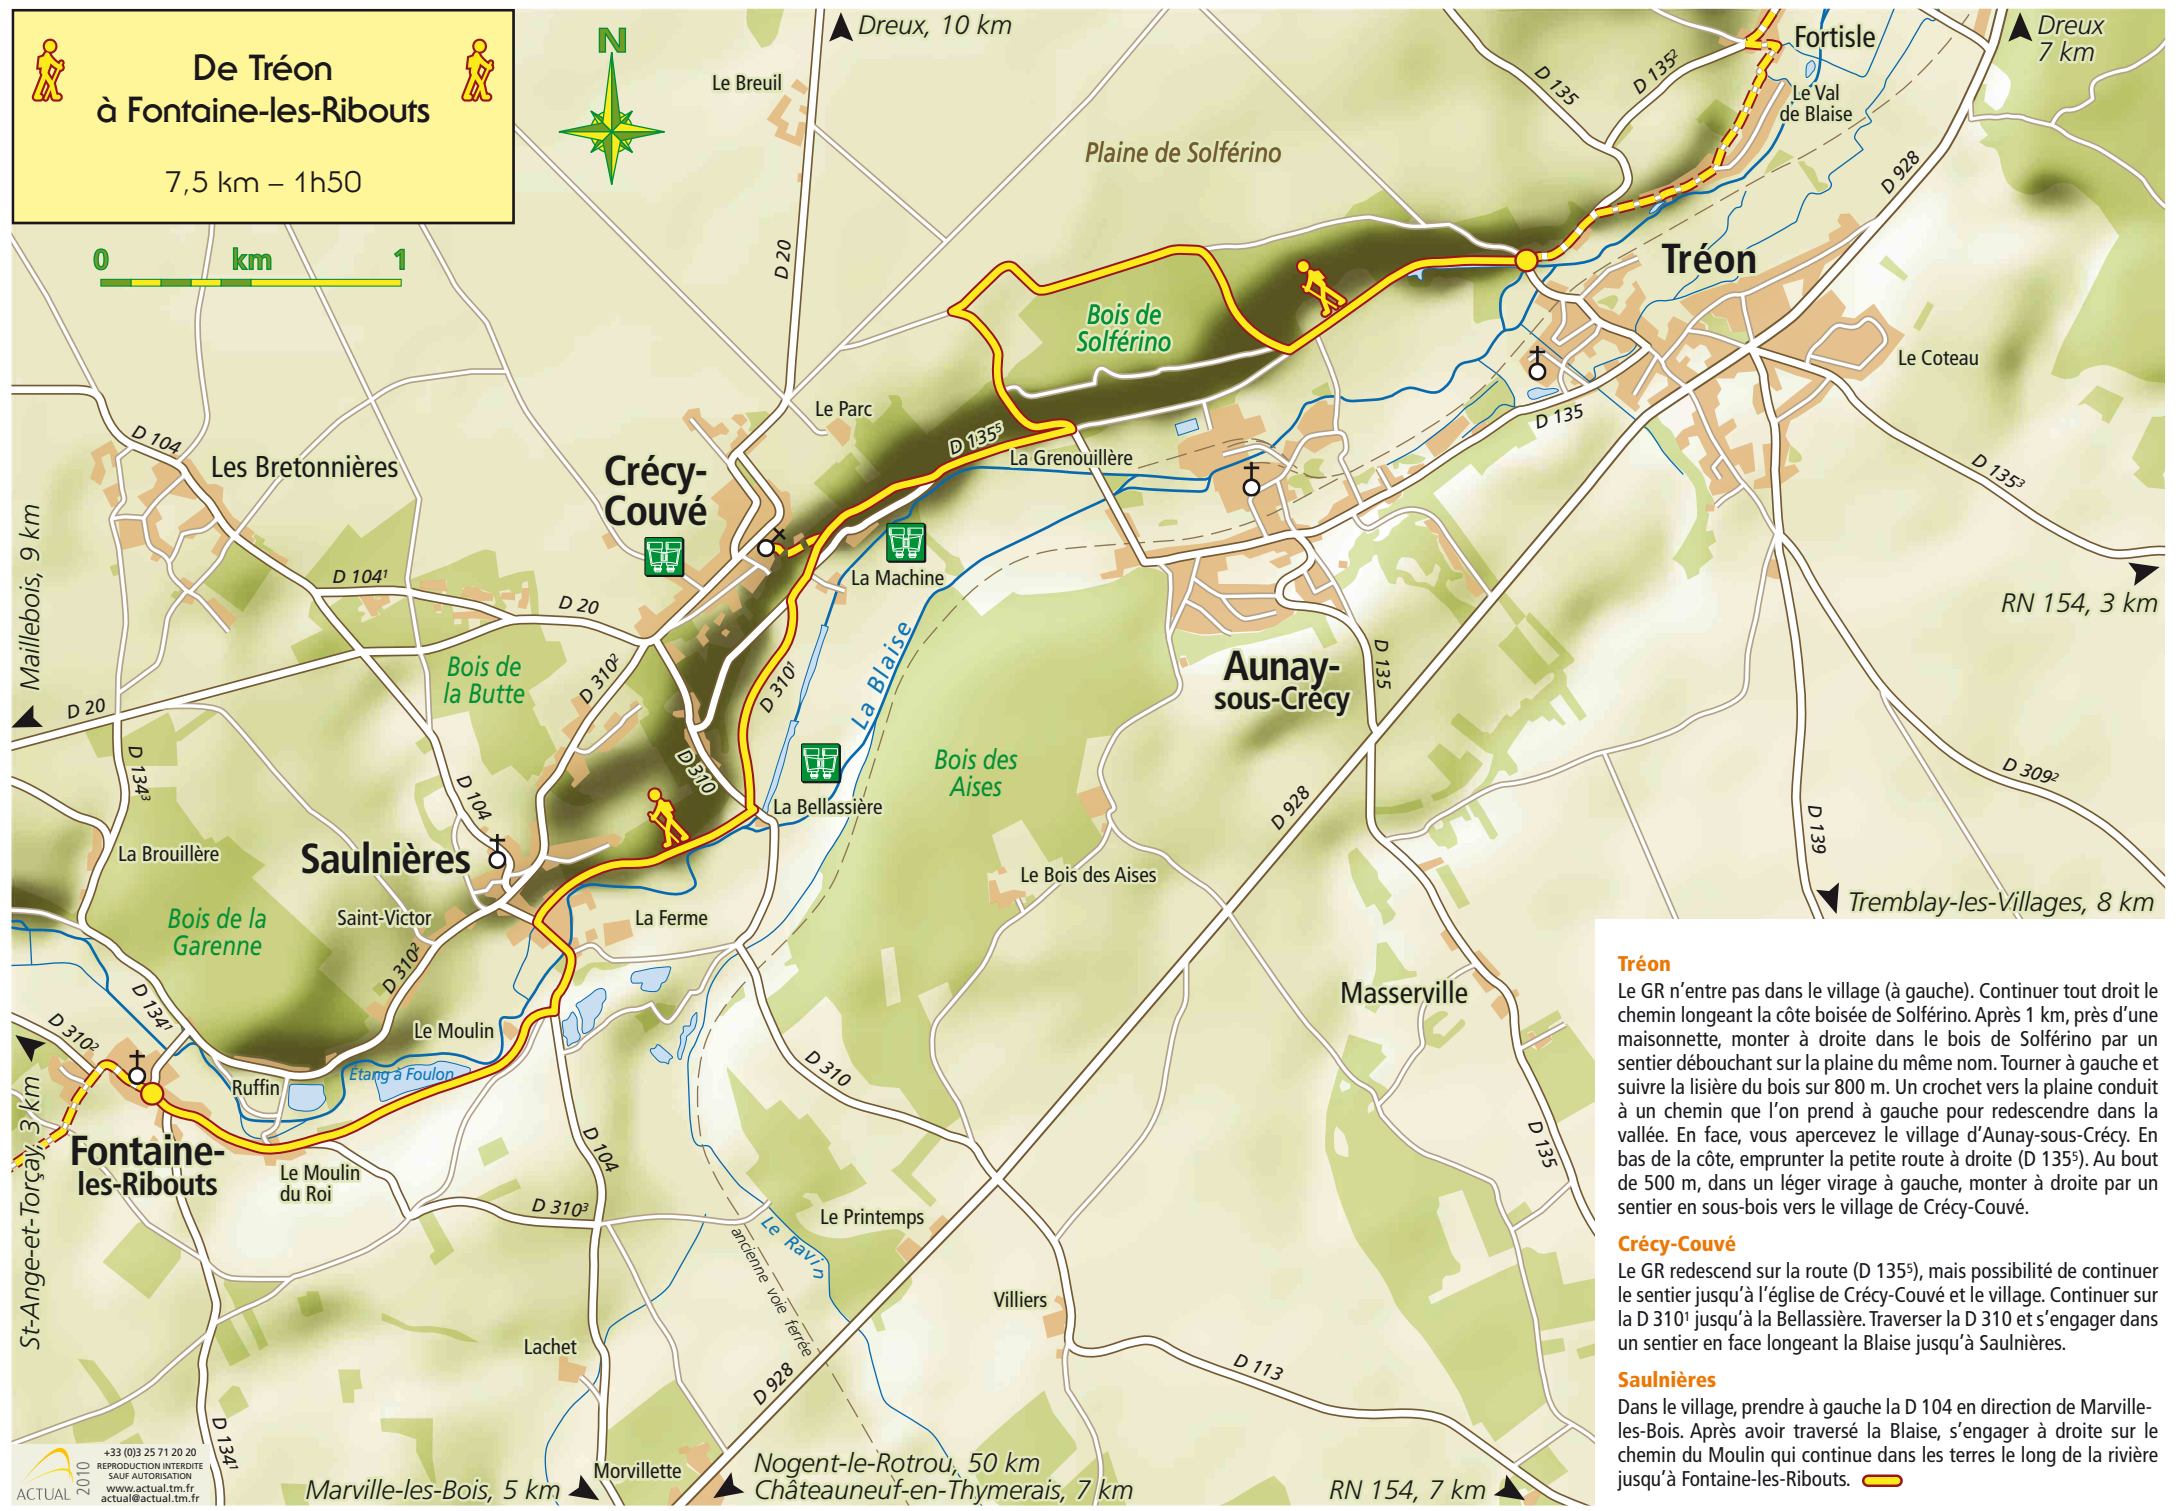 De Tréon
à Fontaine-les-Ribouts
7,5 km – 1h50
N
0 km 1
Dreux, 10 km
Dreux
7 km
Fortisle
Le Val
de Blaise
Le Breuil
D 135
D 135²
D 928
Plaine de Solférino
D 20
Tréon
Bois de
Solférino
Le Coteau
Le Parc
D 135
D 135⁵
La Grenouillère
D 135³
D 104
Les Bretonnières
Crécy-
Couvé
Maillebois, 9 km
La Machine
D 104¹
D 20
RN 154, 3 km
La Blaise
Bois de
la Butte
D 310²
D 310¹
D 135
Aunay-
sous-Crécy
D 20
D 134³
D 310
D 104
Bois des
Aises
D 928
D 309²
D 139
La Bellassière
La Brouillère
Saulnières
Le Bois des Aises
Tremblay-les-Villages, 8 km
Bois de la
Garenne
Saint-Victor
La Ferme
D 310²
D 134¹
Masserville
D 310²
Le Moulin
Étang à Foulon
Ruffin
D 310
St-Ange-et-Torçay, 3 km
Fontaine-
les-Ribouts
Le Moulin
du Roi
D 104
D 135
D 310³
Le Printemps
Le Ravin
ancienne voie ferrée
Villiers
Lachet
D 113
D 928
D 134¹
Morvillette
Marville-les-Bois, 5 km
Nogent-le-Rotrou, 50 km
Châteauneuf-en-Thymerais, 7 km
RN 154, 7 km
ACTUAL
2010
+33 (0)3 25 71 20 20
REPRODUCTION INTERDITE
SAUF AUTORISATION
www.actual.tm.fr
actual@actual.tm.fr
Tréon
Le GR n'entre pas dans le village (à gauche). Continuer tout droit le
chemin longeant la côte boisée de Solférino. Après 1 km, près d'une
maisonnette, monter à droite dans le bois de Solférino par un
sentier débouchant sur la plaine du même nom. Tourner à gauche et
suivre la lisière du bois sur 800 m. Un crochet vers la plaine conduit
à un chemin que l'on prend à gauche pour redescendre dans la
vallée. En face, vous apercevez le village d'Aunay-sous-Crécy. En
bas de la côte, emprunter la petite route à droite (D 135⁵). Au bout
de 500 m, dans un léger virage à gauche, monter à droite par un
sentier en sous-bois vers le village de Crécy-Couvé.
Crécy-Couvé
Le GR redescend sur la route (D 135⁵), mais possibilité de continuer
le sentier jusqu'à l'église de Crécy-Couvé et le village. Continuer sur
la D 310¹ jusqu'à la Bellassière. Traverser la D 310 et s'engager dans
un sentier en face longeant la Blaise jusqu'à Saulnières.
Saulnières
Dans le village, prendre à gauche la D 104 en direction de Marville-
les-Bois. Après avoir traversé la Blaise, s'engager à droite sur le
chemin du Moulin qui continue dans les terres le long de la rivière
jusqu'à Fontaine-les-Ribouts.